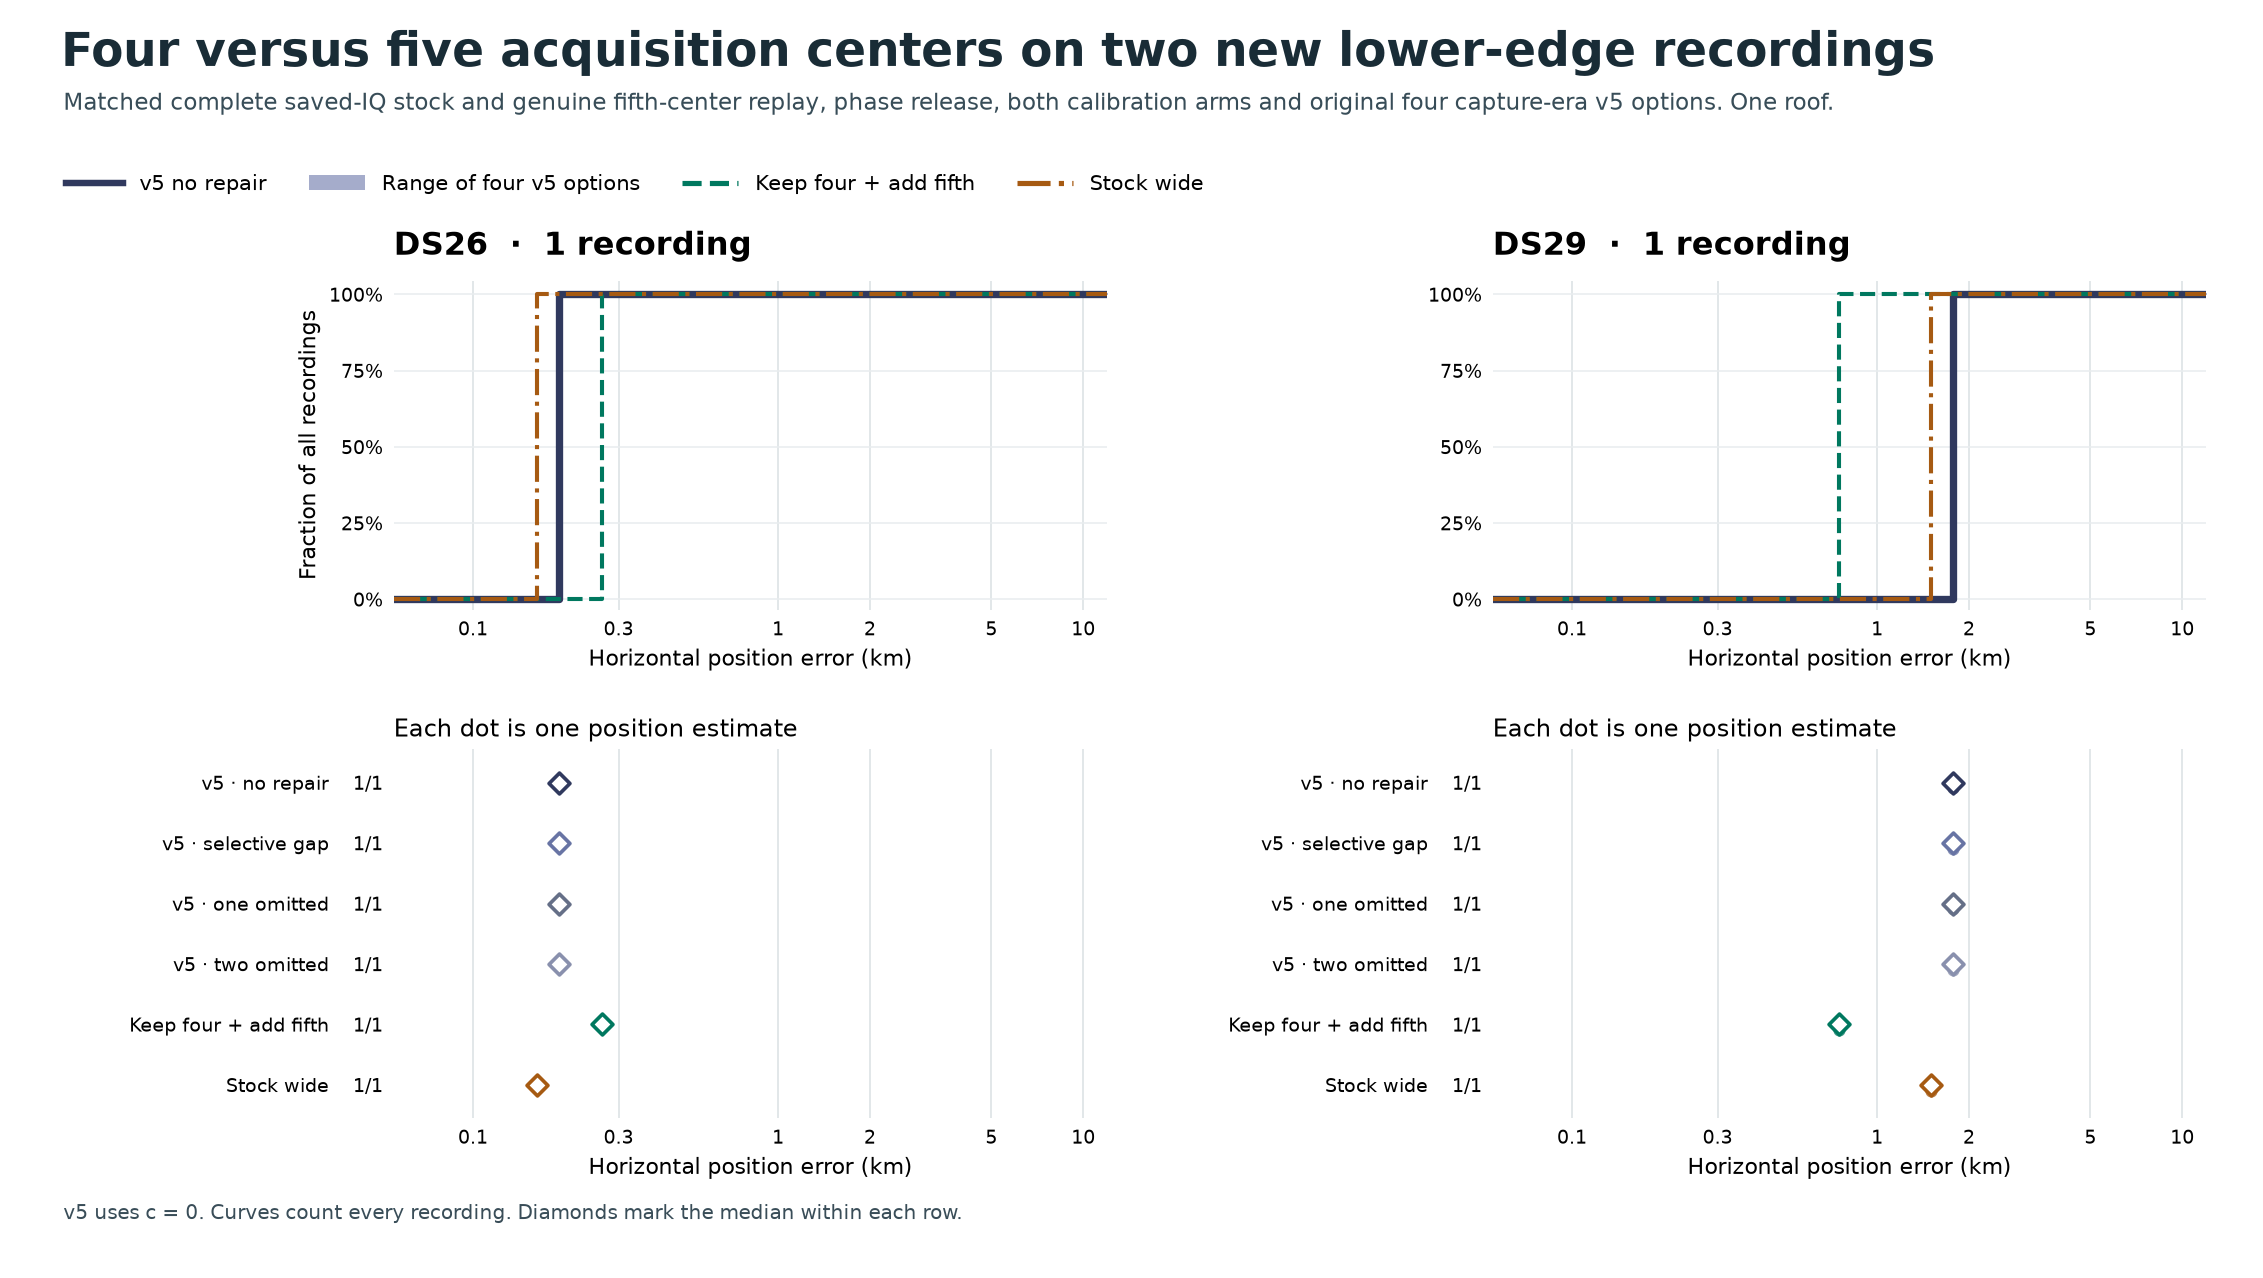 Four versus five acquisition centers on two new lower-edge recordings
Matched complete saved-IQ stock and genuine fifth-center replay, phase release, both calibration arms and original four capture-era v5 options. One roof.
v5 no repair
Range of four v5 options
Keep four + add fifth
Stock wide
DS26 · 1 recording
Fraction of all recordings
100%
75%
50%
25%
0%
0.1 0.3 1 2 5 10
Horizontal position error (km)
DS29 · 1 recording
100%
75%
50%
25%
0%
0.1 0.3 1 2 5 10
Horizontal position error (km)
Each dot is one position estimate
v5 · no repair 1/1
v5 · selective gap 1/1
v5 · one omitted 1/1
v5 · two omitted 1/1
Keep four + add fifth 1/1
Stock wide 1/1
0.1 0.3 1 2 5 10
Horizontal position error (km)
Each dot is one position estimate
v5 · no repair 1/1
v5 · selective gap 1/1
v5 · one omitted 1/1
v5 · two omitted 1/1
Keep four + add fifth 1/1
Stock wide 1/1
0.1 0.3 1 2 5 10
Horizontal position error (km)
v5 uses c = 0. Curves count every recording. Diamonds mark the median within each row.